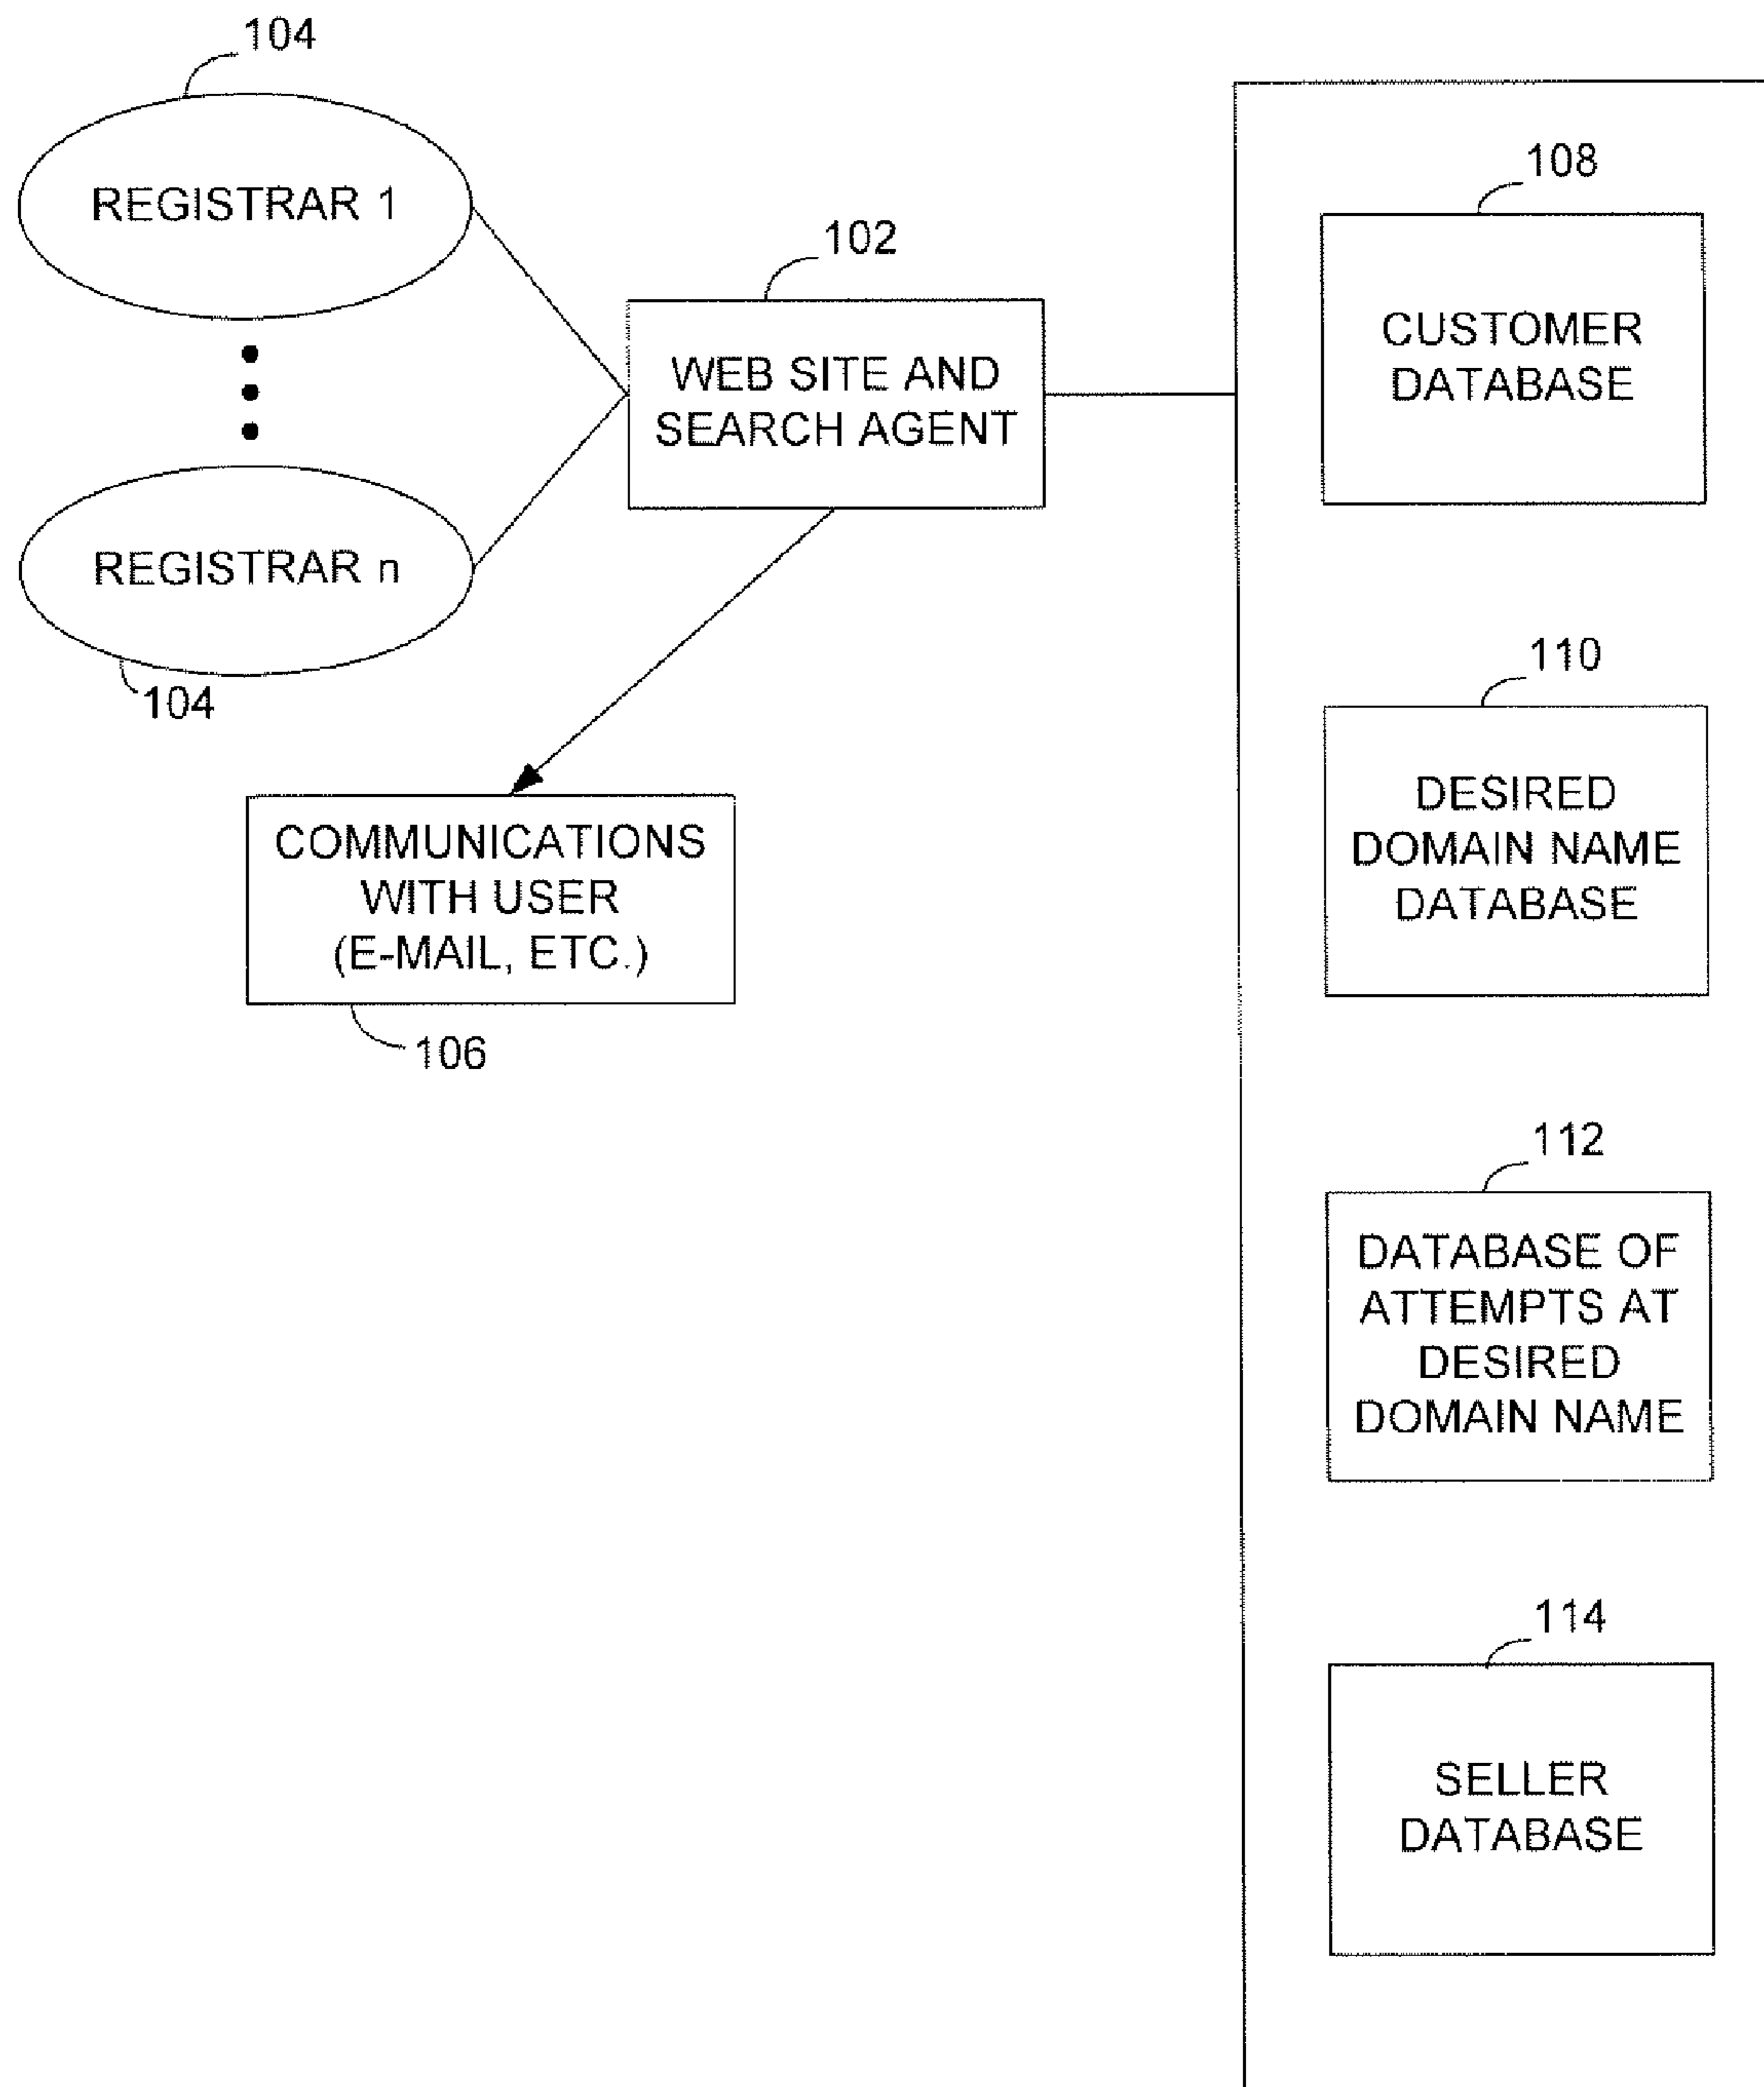 104
REGISTRAR 1
REGISTRAR n
104
102
WEB SITE AND
SEARCH AGENT
COMMUNICATIONS
WITH USER
(E-MAIL, ETC.)
106
108
CUSTOMER
DATABASE
110
DESIRED
DOMAIN NAME
DATABASE
112
DATABASE OF
ATTEMPTS AT
DESIRED
DOMAIN NAME
114
SELLER
DATABASE